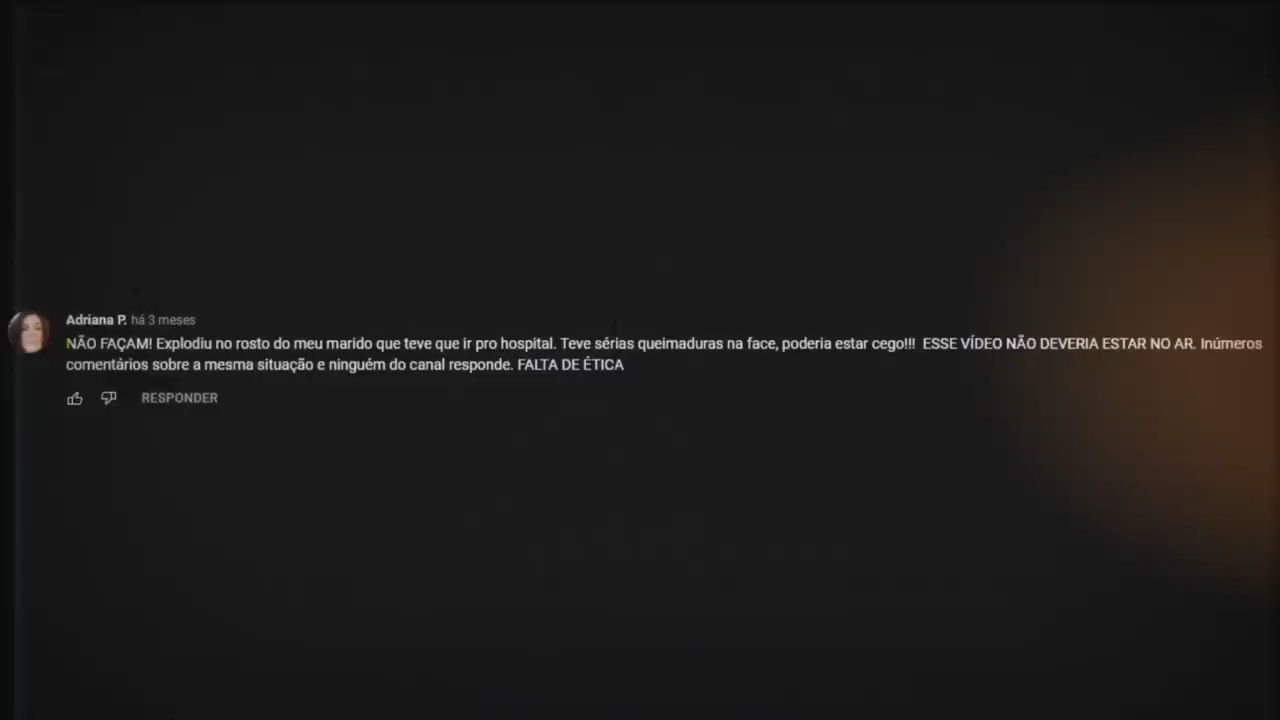 Adriana P. há 3 meses
NÃO FAÇAM! Explodiu no rosto do meu marido que teve que ir pro hospital. Teve sérias queimaduras na face, poderia estar cego!!! ESSE VÍDEO NÃO DEVERIA ESTAR NO AR. Inúmeros
comentários sobre a mesma situação e ninguém do canal responde. FALTA DE ÉTICA
RESPONDER